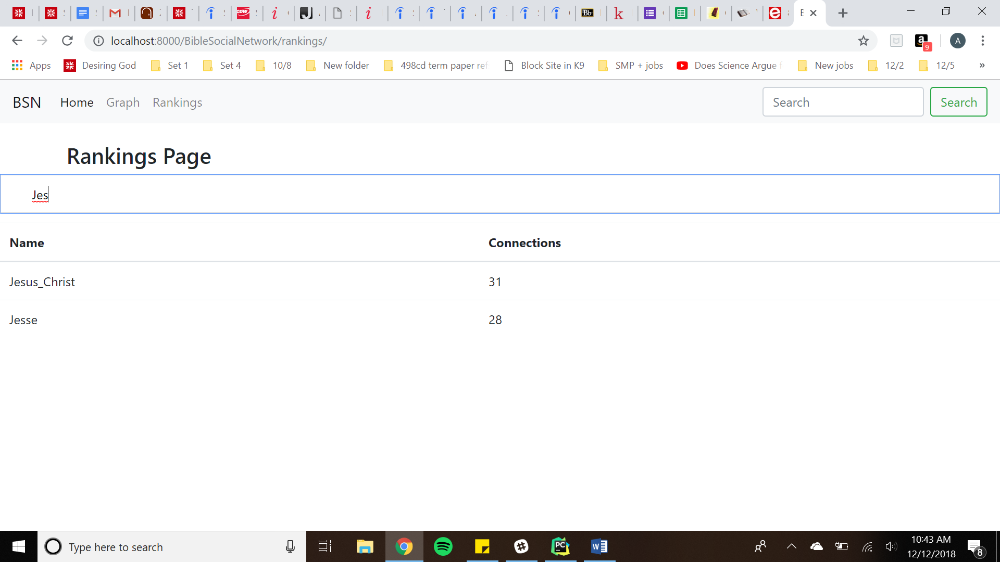 localhost:8000/BibleSocialNetwork/rankings/
9
A
Apps Desiring God Set 1 Set 4 10/8 New folder 498cd term paper ref Block Site in K9 SMP + jobs Does Science Argue New jobs 12/2 12/5 »
BSN Home Graph Rankings Search Search
Rankings Page
Jes
Name Connections
Jesus_Christ 31
Jesse 28
Type here to search
10:43 AM
12/12/2018
8